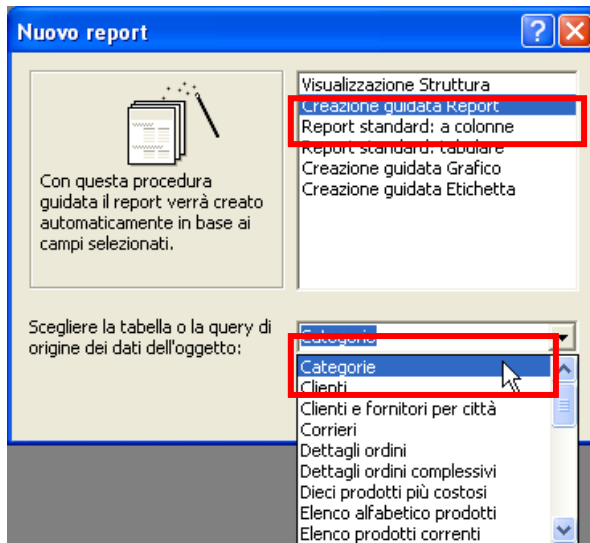 Nuovo report
Visualizzazione Struttura
Creazione guidata Report
Report standard: a colonne
Report standard: tabulare
Creazione guidata Grafico
Creazione guidata Etichetta
Con questa procedura
guidata il report verrà creato
automaticamente in base ai
campi selezionati.
Scegliere la tabella o la query di
origine dei dati dell'oggetto:
Categorie
Categorie
Clienti
Clienti e fornitori per città
Corrieri
Dettagli ordini
Dettagli ordini complessivi
Dieci prodotti più costosi
Elenco alfabetico prodotti
Elenco prodotti correnti